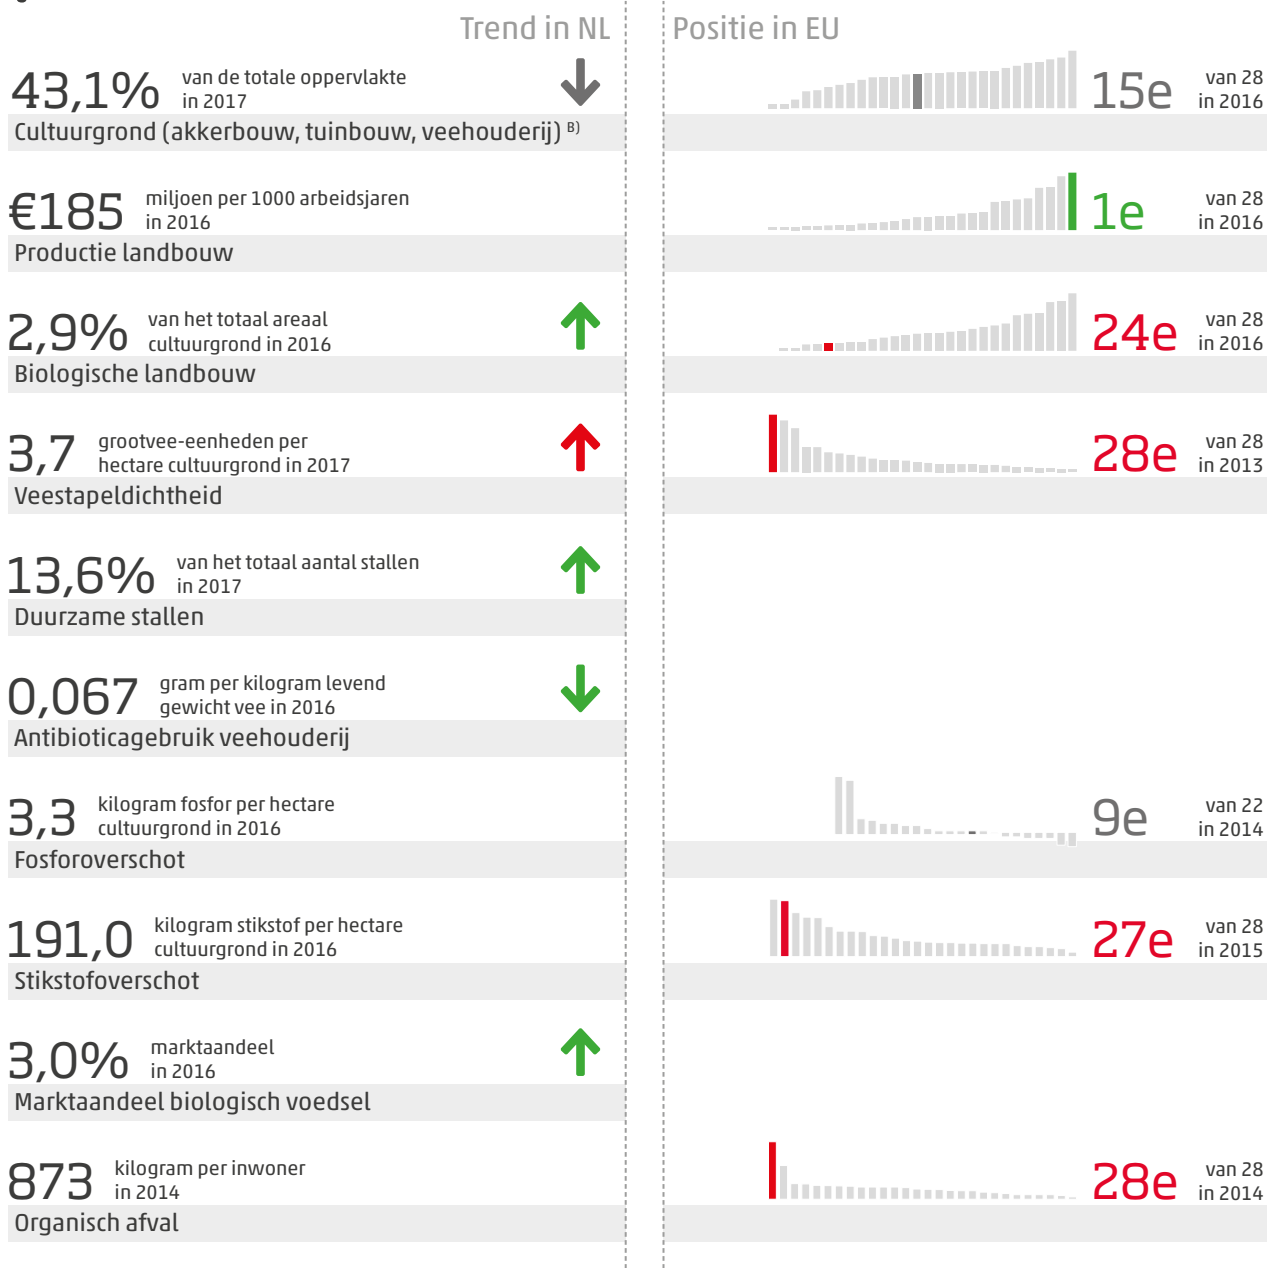 Trend in NL
Positie in EU
43,1%
van de totale oppervlakte
in 2017
15e
van 28
in 2016
Cultuurgrond (akkerbouw, tuinbouw, veehouderij) B)
€185
miljoen per 1000 arbeidsjaren
in 2016
1e
van 28
in 2016
Productie landbouw
2,9%
van het totaal areaal
cultuurgrond in 2016
24e
van 28
in 2016
Biologische landbouw
3,7
grootvee-eenheden per
hectare cultuurgrond in 2017
28e
van 28
in 2013
Veestapeldichtheid
13,6%
van het totaal aantal stallen
in 2017
Duurzame stallen
0,067
gram per kilogram levend
gewicht vee in 2016
Antibioticagebruik veehouderij
3,3
kilogram fosfor per hectare
cultuurgrond in 2016
9e
van 22
in 2014
Fosforoverschot
191,0
kilogram stikstof per hectare
cultuurgrond in 2016
27e
van 28
in 2015
Stikstofoverschot
3,0%
marktaandeel
in 2016
Marktaandeel biologisch voedsel
873
kilogram per inwoner
in 2014
28e
van 28
in 2014
Organisch afval